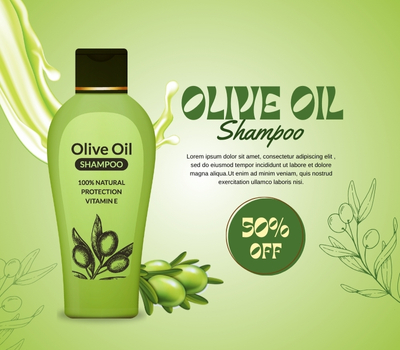 Olive Oil
SHAMPOO
100% NATURAL
PROTECTION
VITAMIN E
OLIVE OIL
Shampoo
Lorem ipsum dolor sit amet, consectetur adipiscing elit ,
sed do eiusmod tempor incididunt ut labore et dolore
magna aliqua.Ut enim ad minim veniam, quis nostrud
exercitation ullamco laboris nisi.
50%
OFF